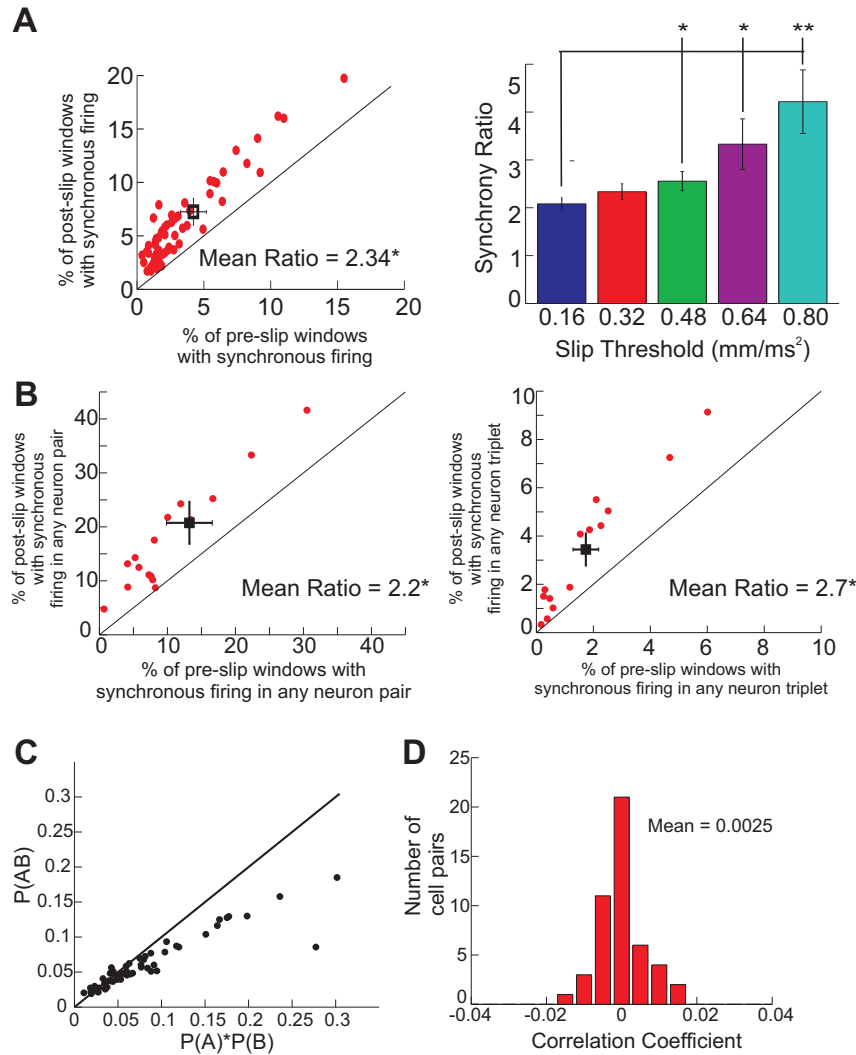 A
% of post-slip windows
with synchronous firing
20
15
10
5
0
0
5
10
15
20
Mean Ratio = 2.34*
% of pre-slip windows
with synchronous firing
* * **
Synchrony Ratio
5
4
3
2
1
0
0.16 0.32 0.48 0.64 0.80
Slip Threshold (mm/ms²)
B
% of post-slip windows
with synchronous
firing in any neuron pair
40
30
20
10
0
0 10 20 30 40
Mean Ratio = 2.2*
% of pre-slip windows with
synchronous firing in any neuron pair
% of post-slip windows
with synchronous
firing in any neuron triplet
10
8
6
4
2
0
0 2 4 6 8 10
Mean Ratio = 2.7*
% of pre-slip windows with
synchronous firing in any neuron triplet
C
P(AB)
0.3
0.2
0.1
0
0 0.05 0.1 0.15 0.2 0.25 0.3
0.05
0.15
0.25
P(A)*P(B)
D
Number of
cell pairs
25
20
15
10
5
0
-0.04 -0.02 0 0.02 0.04
Mean = 0.0025
Correlation Coefficient